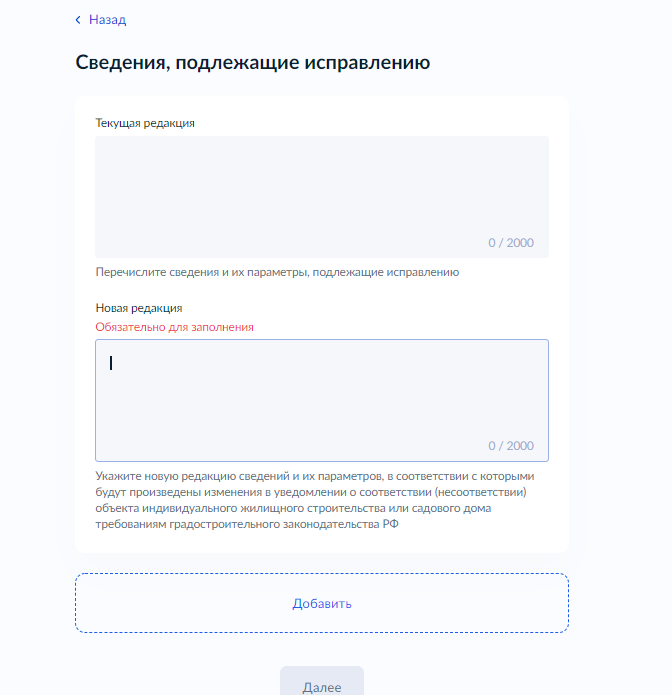 Назад
Сведения, подлежащие исправлению
Текущая редакция
0 / 2000
Перечислите сведения и их параметры, подлежащие исправлению
Новая редакция
Обязательно для заполнения
0 / 2000
Укажите новую редакцию сведений и их параметров, в соответствии с которыми
будут произведены изменения в уведомлении о соответствии (несоответствии)
объекта индивидуального жилищного строительства или садового дома
требованиям градостроительного законодательства РФ
Добавить
Далее